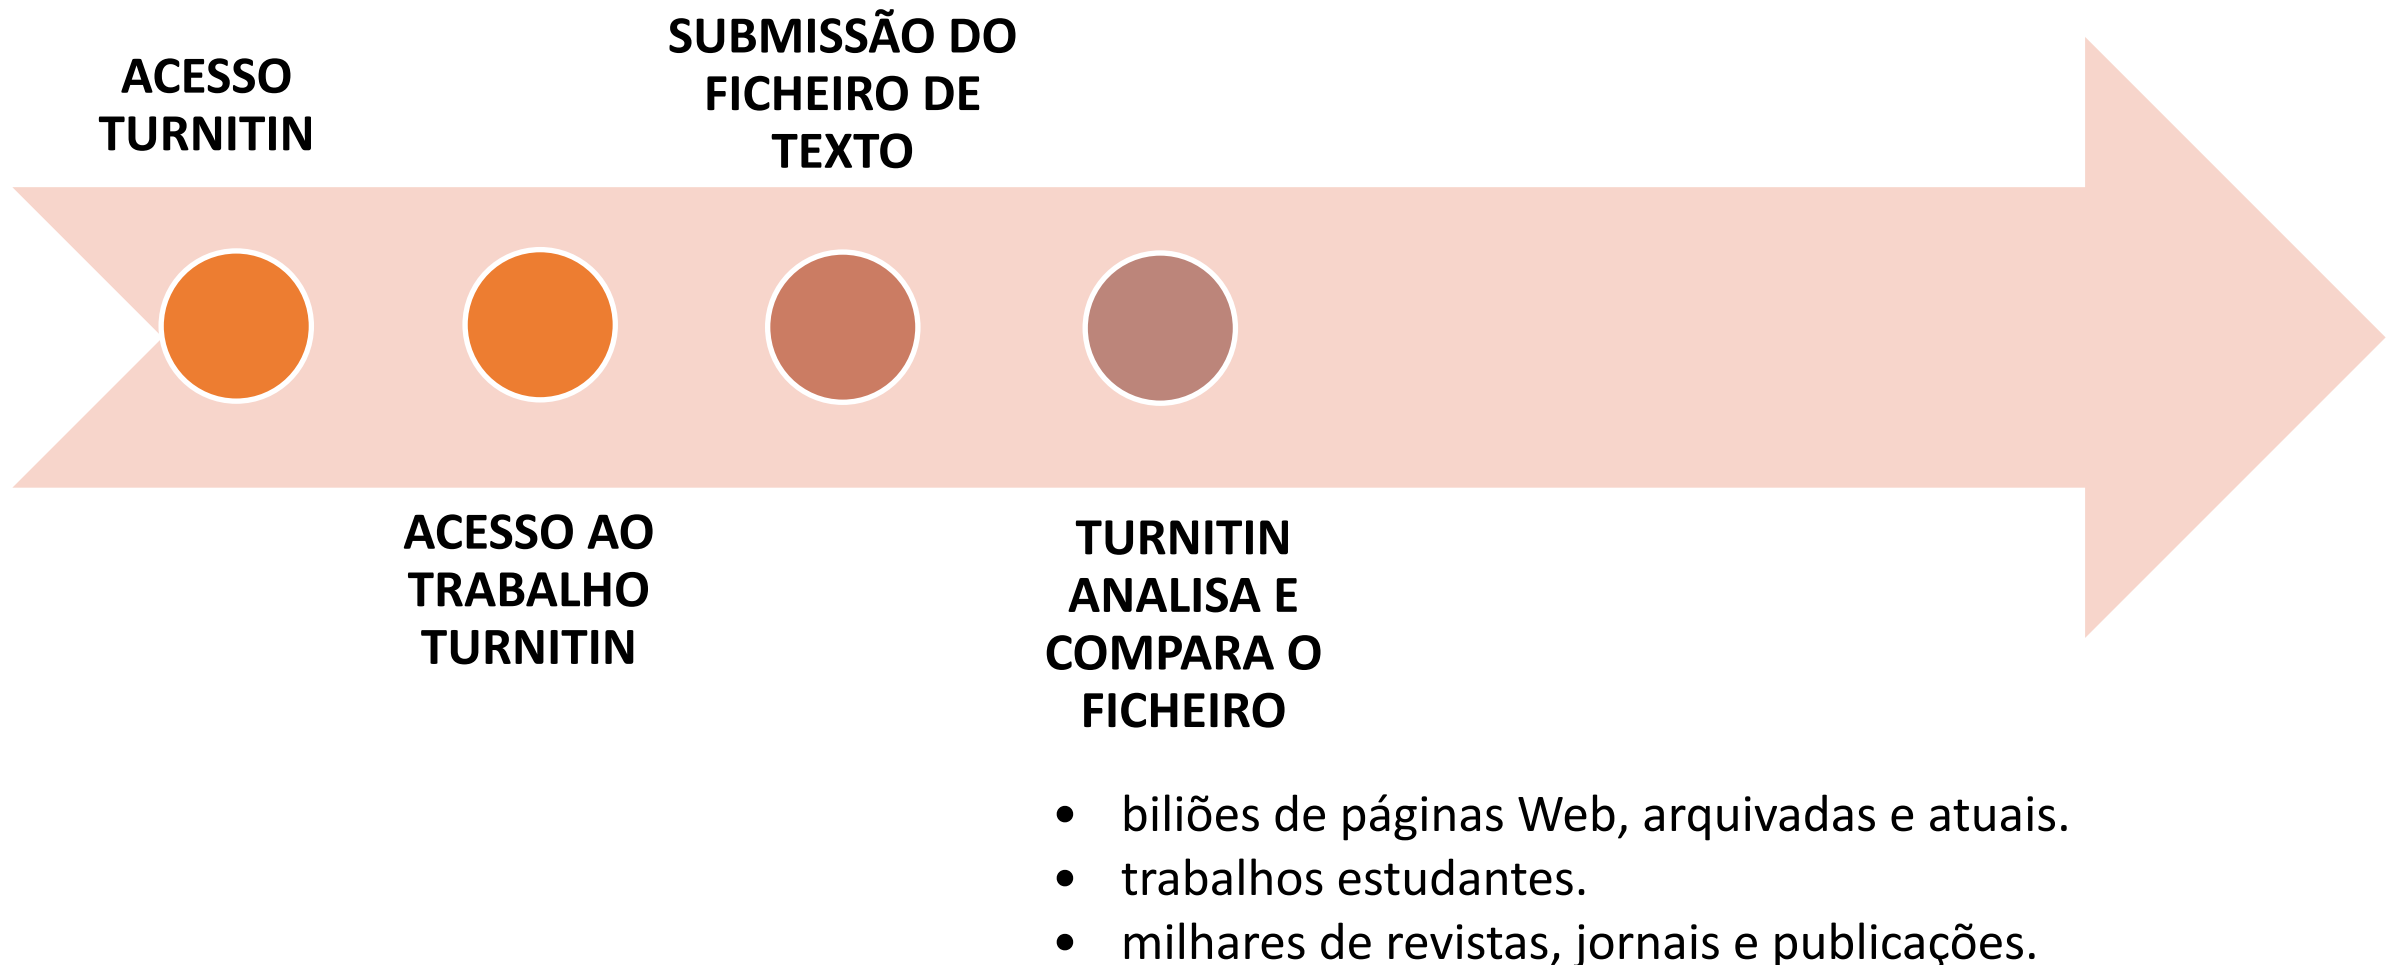 ACESSO
TURNITIN
SUBMISSÃO DO
FICHEIRO DE
TEXTO
ACESSO AO
TRABALHO
TURNITIN
TURNITIN
ANALISA E
COMPARA O
FICHEIRO
• biliões de páginas Web, arquivadas e atuais.
• trabalhos estudantes.
• milhares de revistas, jornais e publicações.